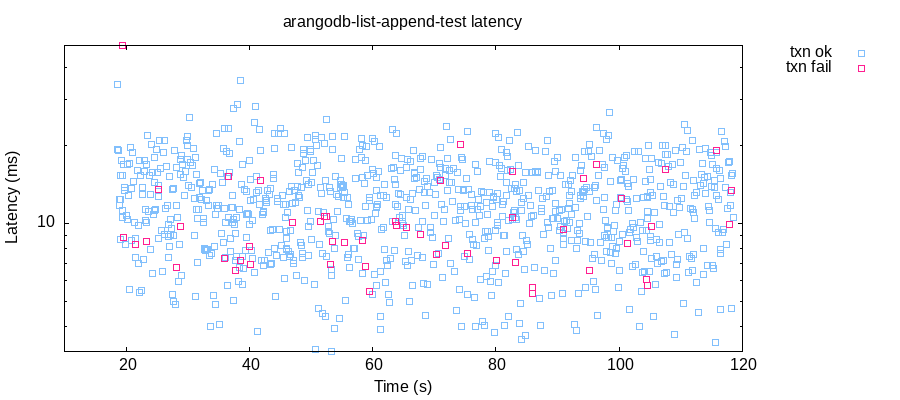 arangodb-list-append-test latency
txn ok
txn fail
Latency (ms)
10
20 40 60 80 100 120
Time (s)